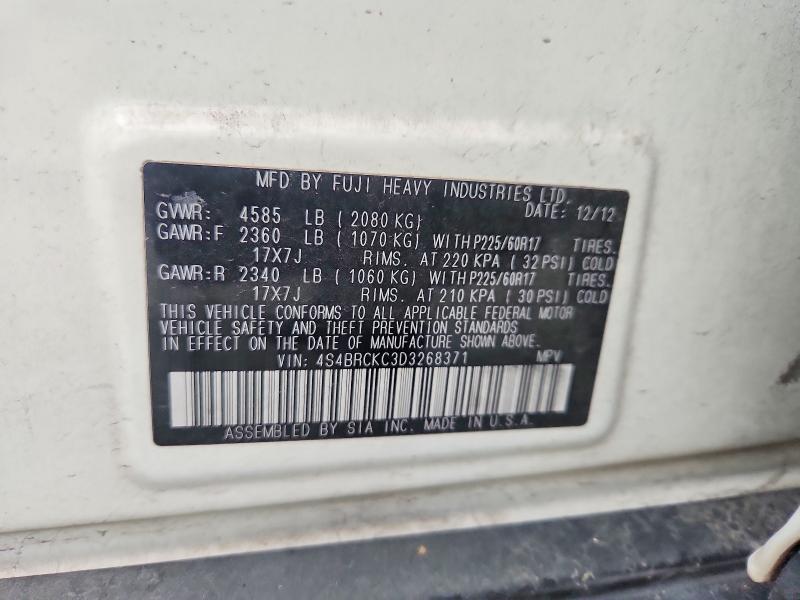 MFD BY FUJI HEAVY INDUSTRIES LTD.
DATE: 12/12
GVWR: 4585 LB (2080 KG)
GAWR:F 2360 LB (1070 KG) WITH P225/60R17 TIRES.
17X7J RIMS. AT 220 KPA (32 PSI) COLD
GAWR:R 2340 LB (1060 KG) WITH P225/60R17 TIRES.
17X7J RIMS. AT 210 KPA (30 PSI) COLD
THIS VEHICLE CONFORMS TO ALL APPLICABLE FEDERAL MOTOR
VEHICLE SAFETY AND THEFT PREVENTION STANDARDS
IN EFFECT ON THE DATE OF MANUFACTURE SHOWN ABOVE.
VIN: 4S4BRCKC3D3268371 MPV
ASSEMBLED BY SIA INC. MADE IN U.S.A.